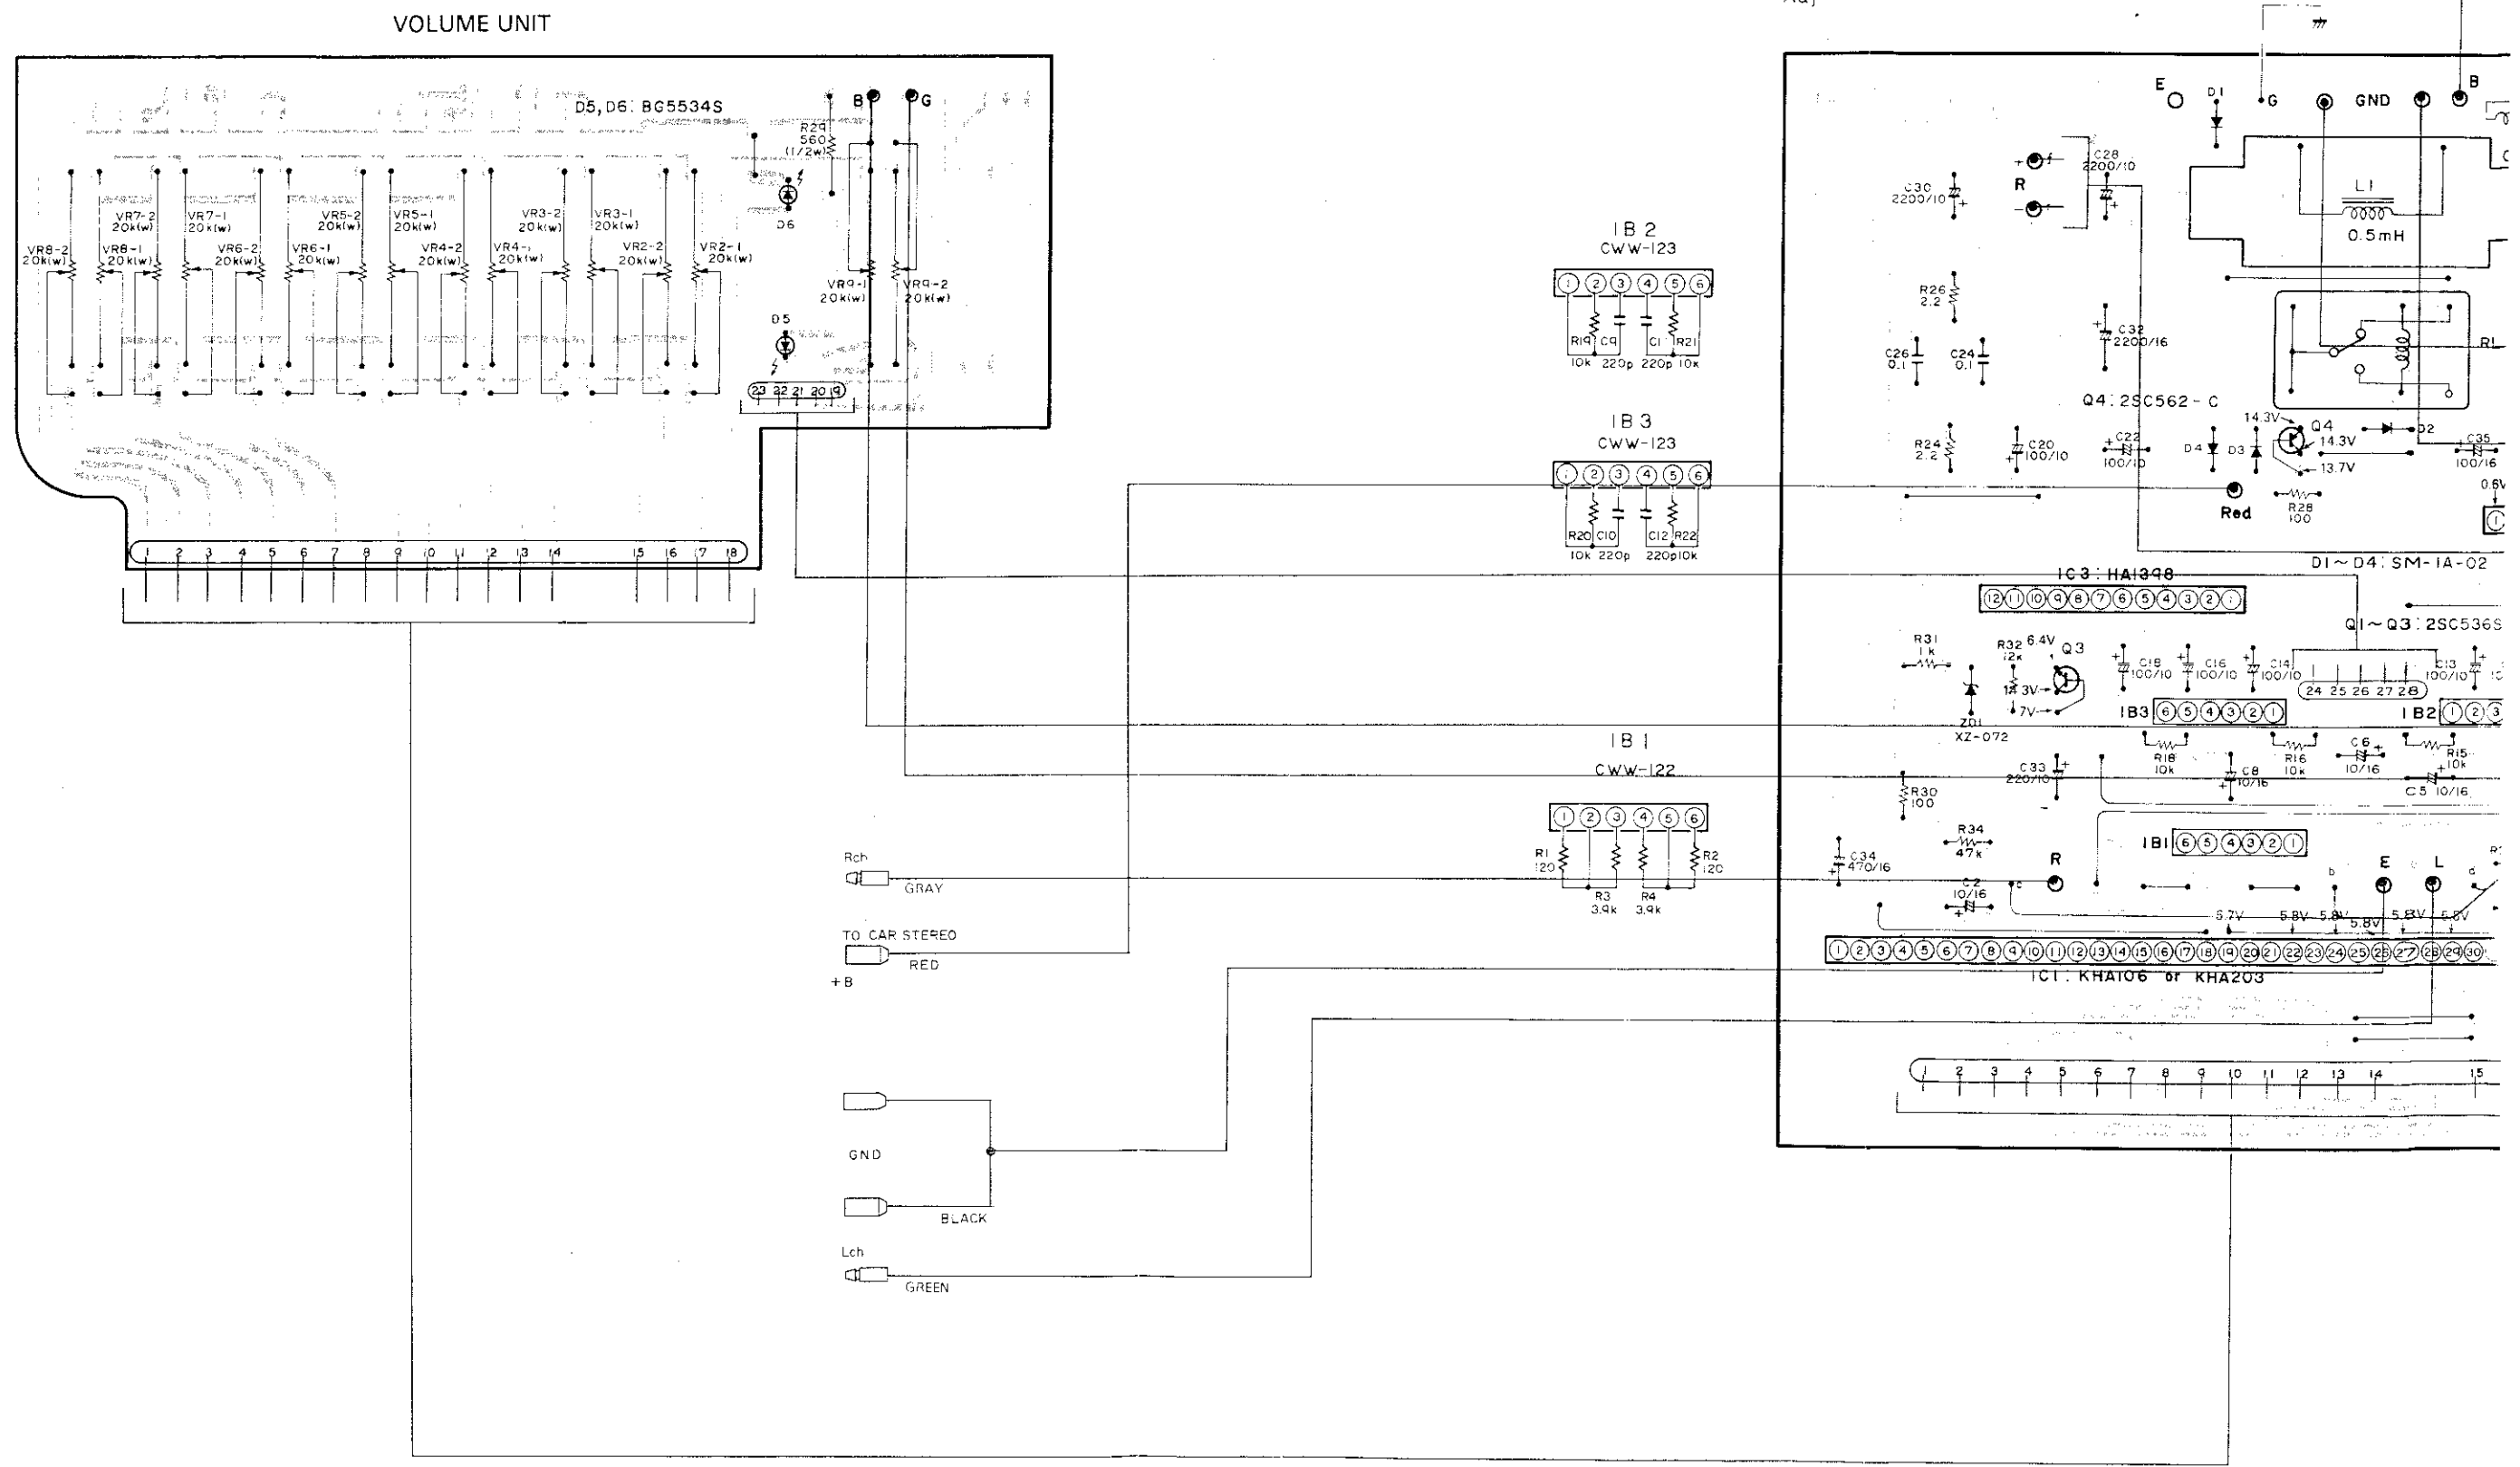 VOLUME UNIT
D5,D6: BG5534S
B
G
R29
560
(1/2w)
D6
VR8-2
20k(w)
VR8-1
20k(w)
VR7-2
20k(w)
VR7-1
20k(w)
VR6-2
20k(w)
VR6-1
20k(w)
VR5-2
20k(w)
VR5-1
20k(w)
VR4-2
20k(w)
20k(w)
VR3-2
20k(w)
VR3-1
20k(w)
VR2-2
20k(w)
VR2-1
20k(w)
VR9-1
20k(w)
VR9-2
20k(w)
D5
23 22 21 20 19
1 2 3 4 5 6 7 8 9 10 11 12 13 14 15 16 17 18
IB2
CWW-123
1 2 3 4 5 6
R19 C9 R21
10k 220p 220p 10k
IB3
CWW-123
2 3 4 5 6
R20 C10 C12 R22
10k 220p 220p 10k
IB1
CWW-122
1 2 3 4 5 6
R1
120
R3
3.9k
R4
3.9k
R2
120
Rch
GRAY
TO CAR STEREO
RED
+B
GND
BLACK
Lch
GREEN
E
D1
G
GND
B
+
R
-
C28
2200/10
C30
2200/10
L1
0.5mH
R26
2.2
C32
2200/16
C26
0.1
C24
0.1
Q4: 2SC562-C
14.3V
Q4
14.3V
13.7V
D2
C35
100/16
R24
2.2
C20
100/10
C22
100/10
D4
D3
Red
R28
100
D1~D4: SM-1A-02
IC3: HA1398
12 11 10 9 8 7 6 5 4 3 2 1
Q1~Q3: 2SC536S
R31
1k
R32
12k
6.4V
Q3
14.3V
7V
ZD1
XZ-072
C18
100/10
C16
100/10
C14
100/10
C13
100/10
24 25 26 27 28
IB3 6 5 4 3 2 1
IB2 1 2 3
R18
10k
R16
10k
C6
10/16
R15
10k
C33
220/10
C8
10/16
C5 10/16
R30
100
R34
47k
IB1 6 5 4 3 2 1
C34
470/16
C2
10/16
c
R
b
E
L
d
5.7V 5.8V 5.8V 5.8V 5.8V 5.8V
1 2 3 4 5 6 7 8 9 10 11 12 13 14 15 16 17 18 19 20 21 22 23 24 25 26 27 28 29 30
IC1: KHA106 or KHA203
1 2 3 4 5 6 7 8 9 10 11 12 13 14 15